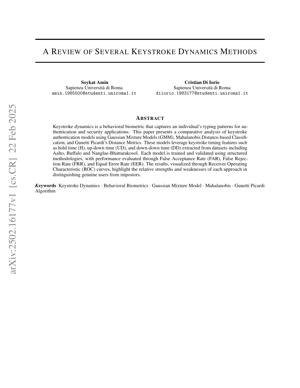 A REVIEW OF SEVERAL KEYSTROKE DYNAMICS METHODS
Soykat Amin
Sapienza Università di Roma
amin.1985500@studenti.uniroma1.it
Cristian Di Iorio
Sapienza Università di Roma
diiorio.1983177@studenti.uniroma1.it
ABSTRACT
Keystroke dynamics is a behavioral biometric that captures an individual's typing patterns for au-
thentication and security applications. This paper presents a comparative analysis of keystroke
authentication models using Gaussian Mixture Models (GMM), Mahalanobis Distance-based Classifi-
cation, and Gunetti Picardi's Distance Metrics. These models leverage keystroke timing features such
as hold time (H), up-down time (UD), and down-down time (DD) extracted from datasets including
Aalto, Buffalo and Nanglae-Bhattarakosol. Each model is trained and validated using structured
methodologies, with performance evaluated through False Acceptance Rate (FAR), False Rejec-
tion Rate (FRR), and Equal Error Rate (EER). The results, visualized through Receiver Operating
Characteristic (ROC) curves, highlight the relative strengths and weaknesses of each approach in
distinguishing genuine users from impostors.
Keywords Keystroke Dynamics · Behavioral Biometrics · Gaussian Mixture Model · Mahalanobis · Gunetti Picardi
Algorithm
arXiv:2502.16177v1 [cs.CR] 22 Feb 2025